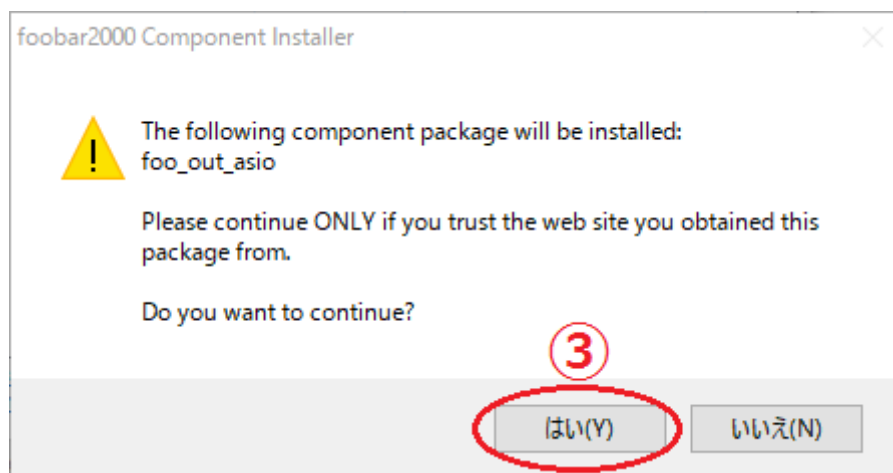 foobar2000 Component Installer
The following component package will be installed:
foo_out_asio
Please continue ONLY if you trust the web site you obtained this
package from.
Do you want to continue?
③
はい(Y)
いいえ(N)